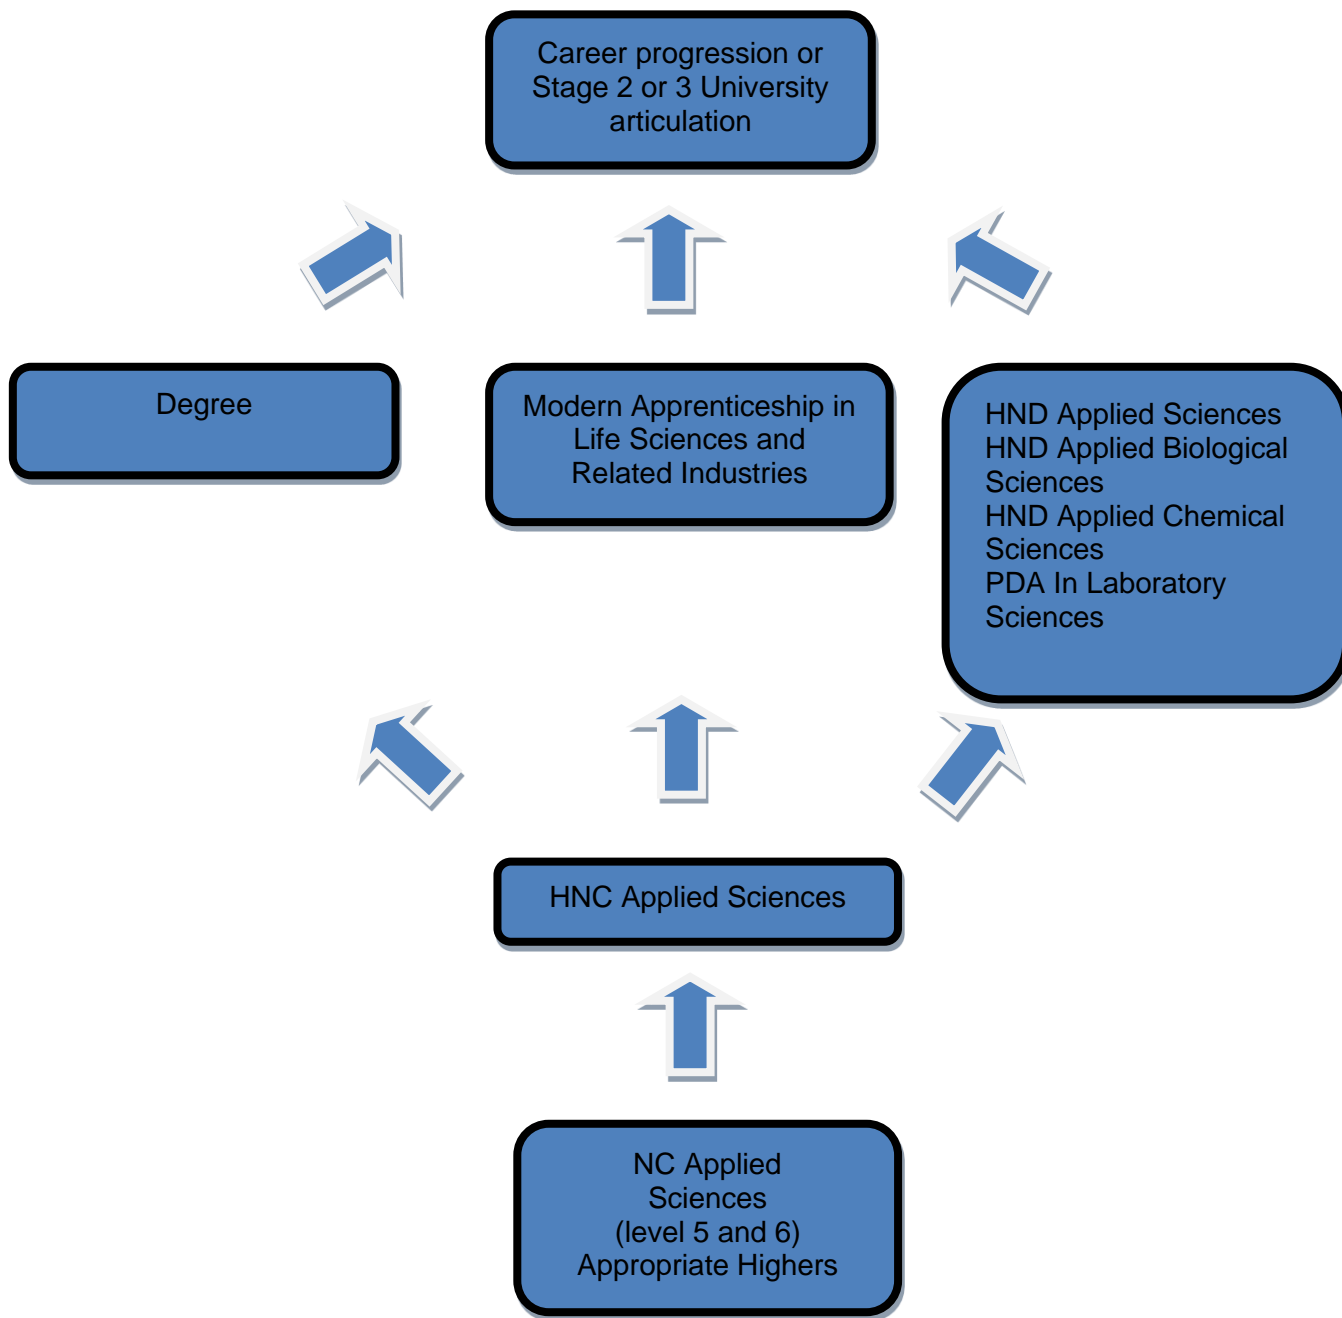 Career progression or
Stage 2 or 3 University
articulation
Degree
Modern Apprenticeship in
Life Sciences and
Related Industries
HND Applied Sciences
HND Applied Biological
Sciences
HND Applied Chemical
Sciences
PDA In Laboratory
Sciences
HNC Applied Sciences
NC Applied
Sciences
(level 5 and 6)
Appropriate Highers